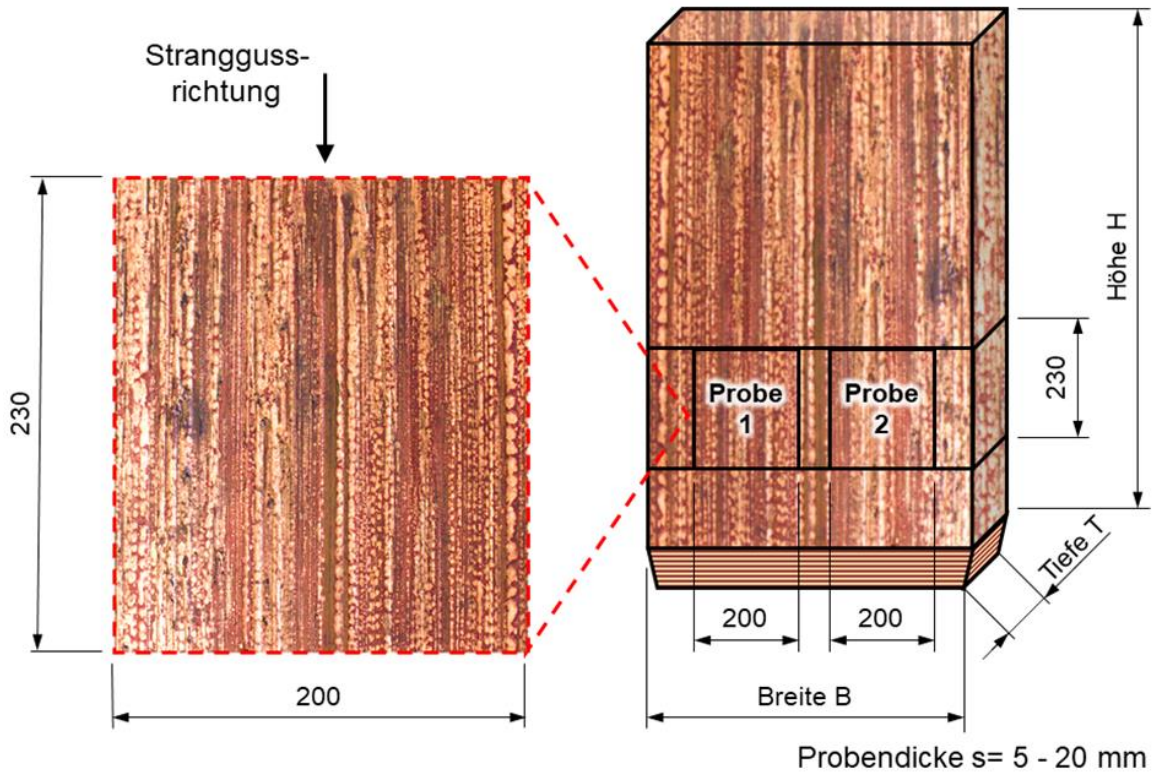 Strangguss-
richtung
230
200
Probe
1
Probe
2
Höhe H
230
Tiefe T
200
200
Breite B
Probendicke s= 5 - 20 mm